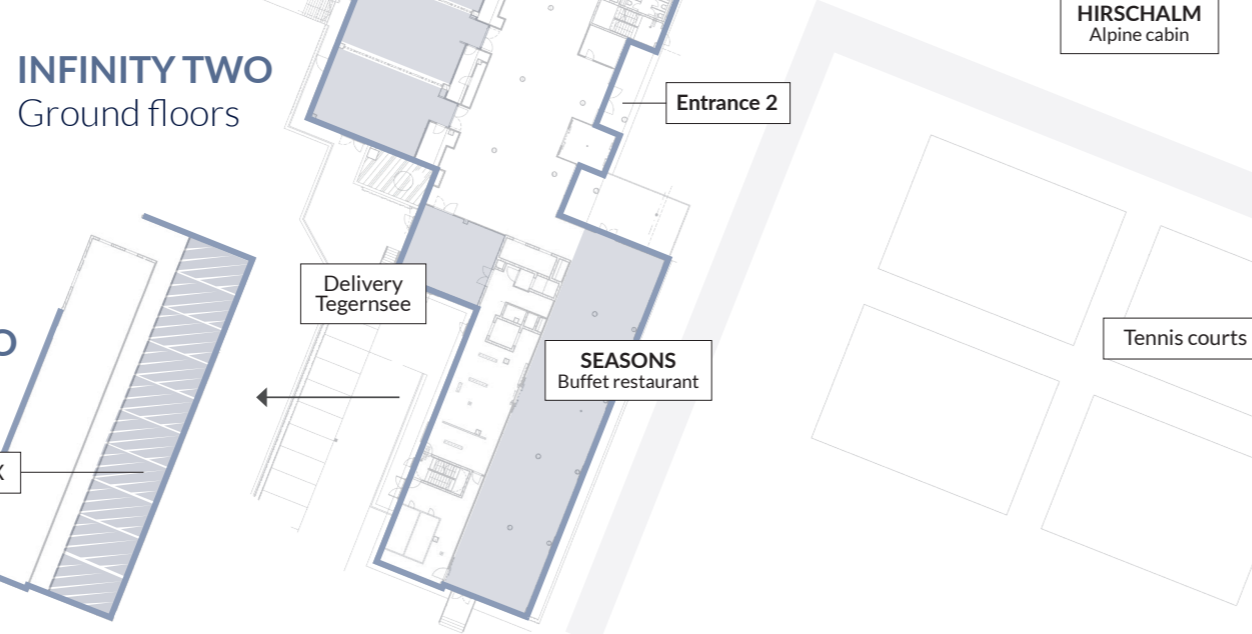 HIRSCHALM
Alpine cabin
INFINITY TWO
Ground floors
Entrance 2
Delivery
Tegernsee
SEASONS
Buffet restaurant
Tennis courts
O
X